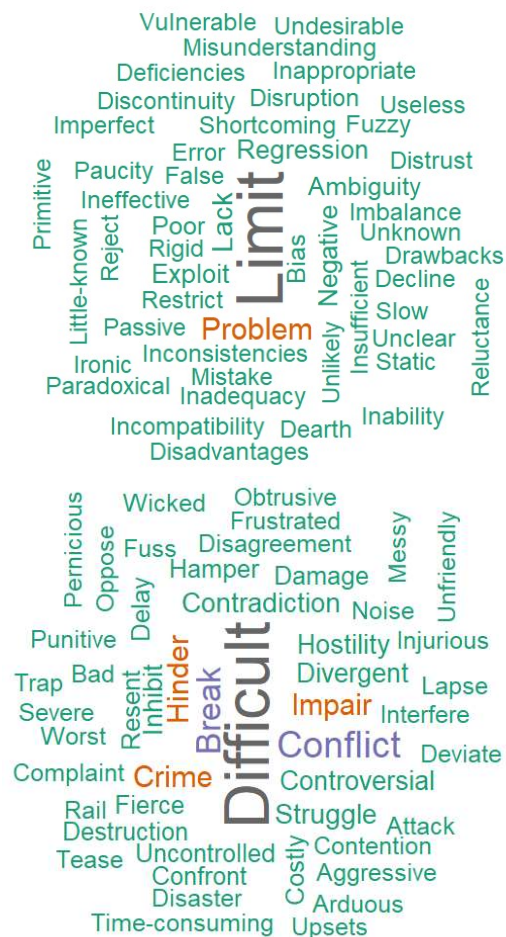 Vulnerable Undesirable
Misunderstanding
Deficiencies Inappropriate
Discontinuity Disruption Useless
Imperfect Shortcoming Fuzzy
Error Regression Distrust
Primitive Paucity False Limit Ambiguity
Ineffective Lack Imbalance
Little-known Reject Poor Bias Negative Unknown
Rigid Drawbacks
Exploit Insufficient Decline
Restrict Slow Reluctance
Passive Problem Unlikely Unclear
Ironic Inconsistencies Static
Paradoxical Mistake
Inadequacy Inability
Incompatibility Dearth
Disadvantages
Wicked Obtrusive
Pernicious Oppose Frustrated Messy Unfriendly
Fuss Disagreement
Delay Hamper Damage
Contradiction Noise
Punitive Hinder Break Difficult Hostility Injurious
Trap Bad Resent Inhibit Divergent Lapse
Severe Impair Interfere
Worst Conflict Deviate
Complaint Crime Controversial
Rail Fierce Struggle Attack
Destruction Contention
Tease Uncontrolled Costly Aggressive
Confront
Disaster Arduous
Time-consuming Upsets